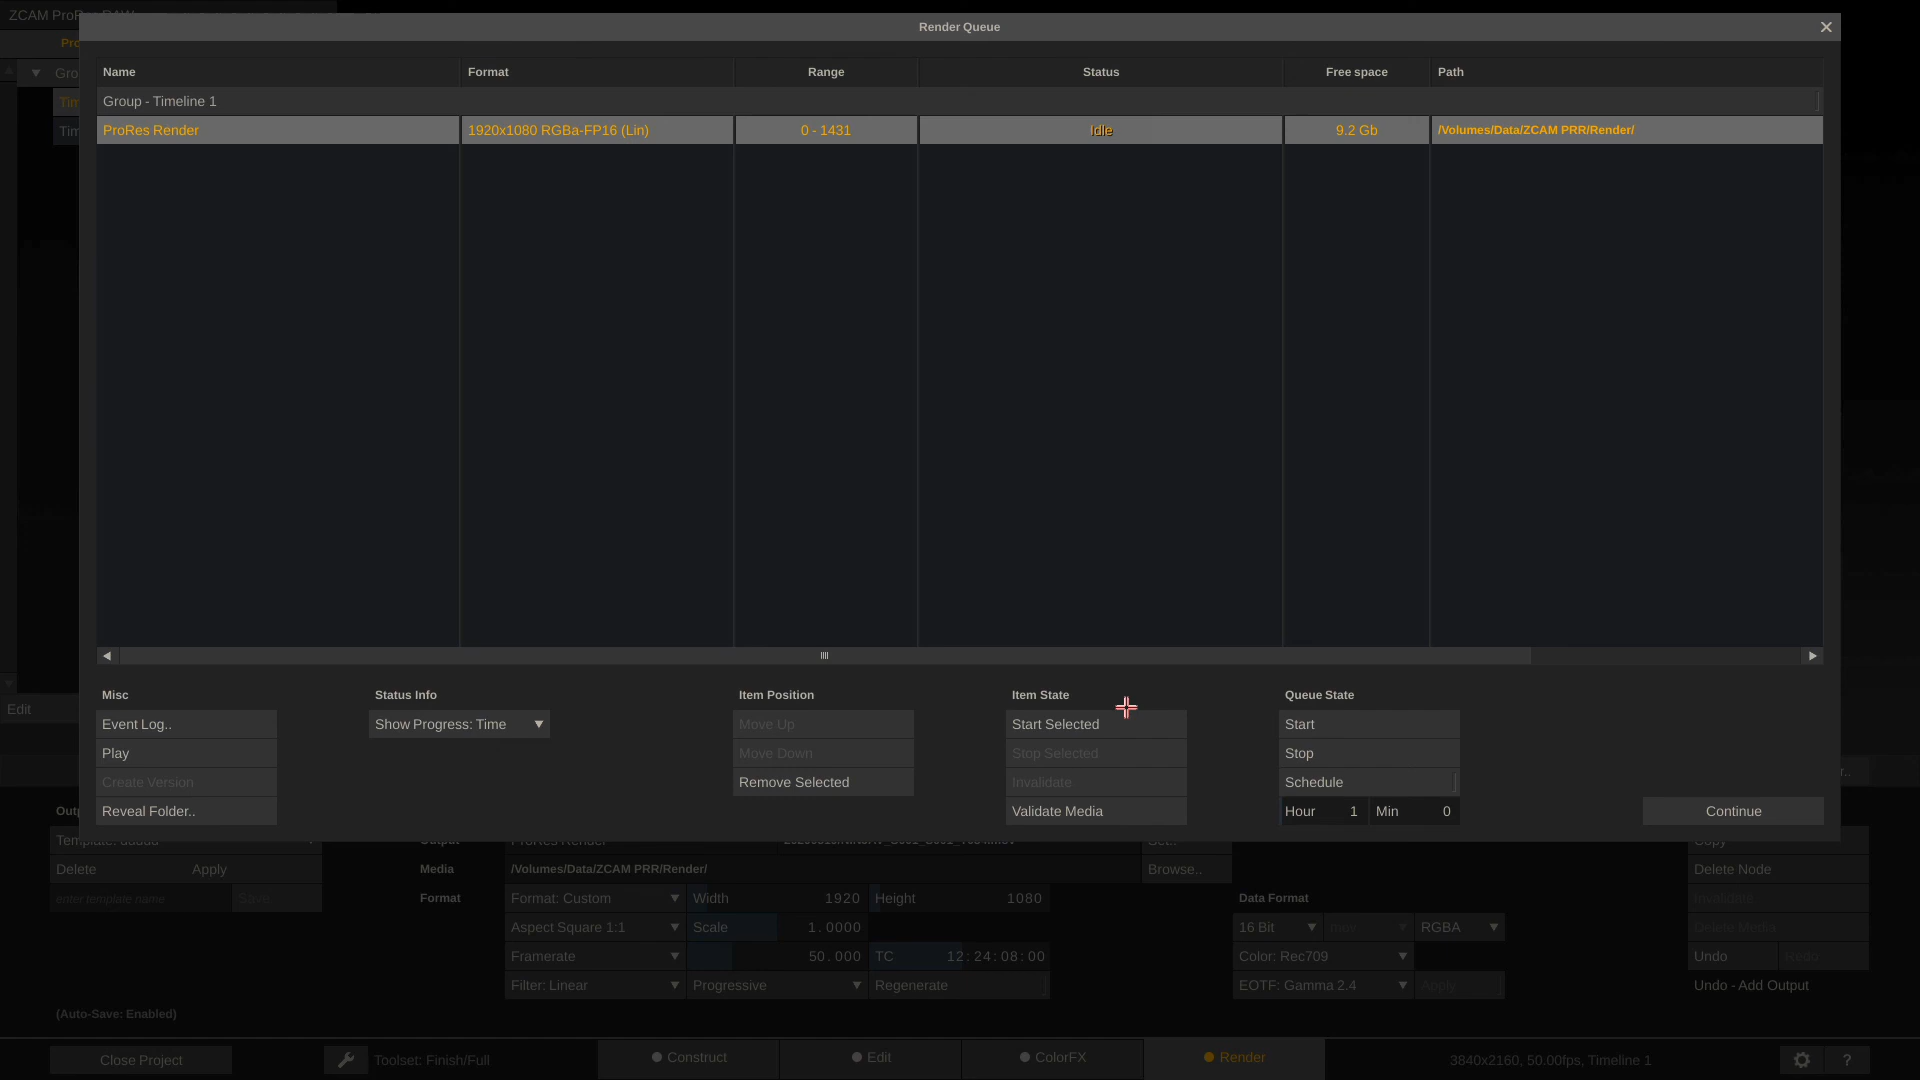 ZCAM ProRes RAW
Render Queue
Pro
Gro
Tim
Tim
Name Format Range Status Free space Path
Group - Timeline 1
ProRes Render 1920x1080 RGBa-FP16 (Lin) 0 - 1431 Idle 9.2 Gb /Volumes/Data/ZCAM PRR/Render/
Misc Status Info Item Position Item State Queue State
Edit
Event Log.. Show Progress: Time Move Up Start Selected Start
Play Move Down Stop Selected Stop
Create Version Remove Selected Invalidate Schedule
Reveal Folder.. Validate Media Hour 1 Min 0 Continue
Outp
Output ProRes Render
Copy
Delete Apply Media /Volumes/Data/ZCAM PRR/Render/ Browse.. Delete Node
enter template name Save Format Format: Custom Width 1920 Height 1080 Data Format Invalidate
Aspect Square 1:1 Scale 1.0000 16 Bit RGBA Delete Media
Framerate 50.000 TC 12:24:08:00 Color: Rec709 Undo Redo
Filter: Linear Progressive Regenerate EOTF: Gamma 2.4 Apply Undo - Add Output
(Auto-Save: Enabled)
Close Project Toolset: Finish/Full Construct Edit ColorFX Render 3840x2160, 50.00fps, Timeline 1 ?